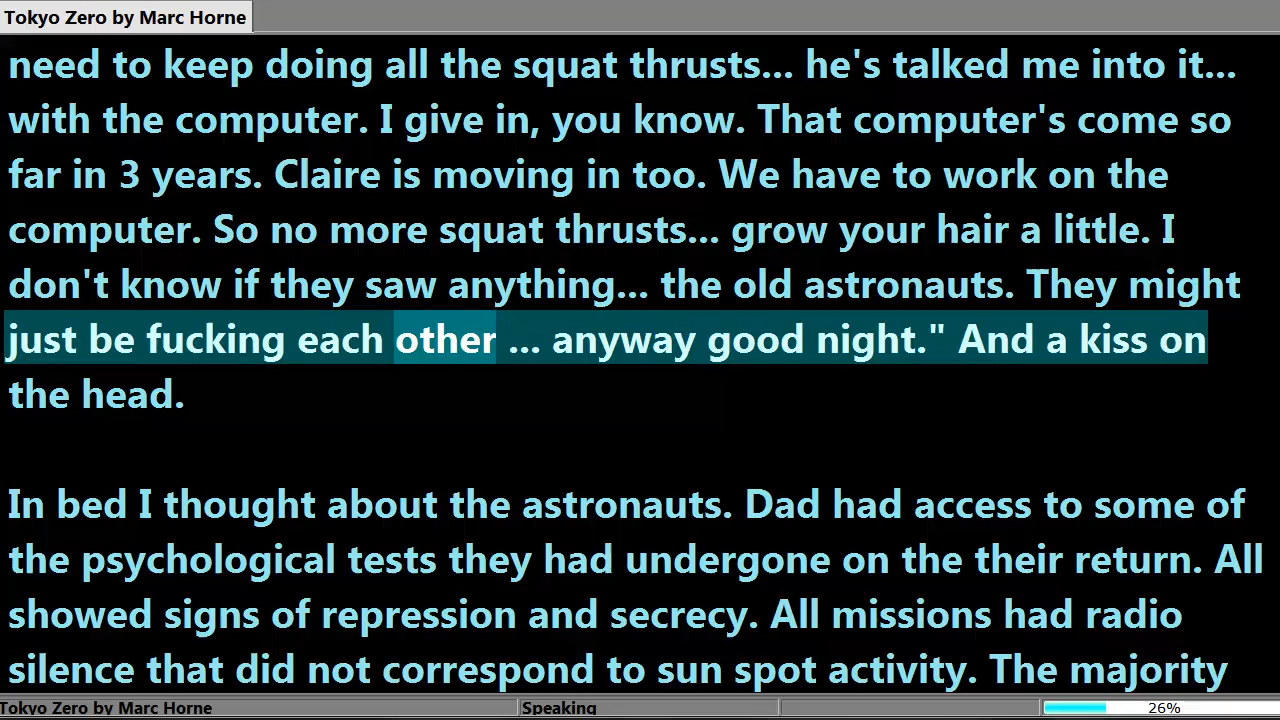 Tokyo Zero by Marc Horne
need to keep doing all the squat thrusts... he's talked me into it...
with the computer. I give in, you know. That computer's come so
far in 3 years. Claire is moving in too. We have to work on the
computer. So no more squat thrusts... grow your hair a little. I
don't know if they saw anything... the old astronauts. They might
just be fucking each other ... anyway good night." And a kiss on
the head.
In bed I thought about the astronauts. Dad had access to some of
the psychological tests they had undergone on the their return. All
showed signs of repression and secrecy. All missions had radio
silence that did not correspond to sun spot activity. The majority
Tokyo Zero by Marc Horne Speaking 26%